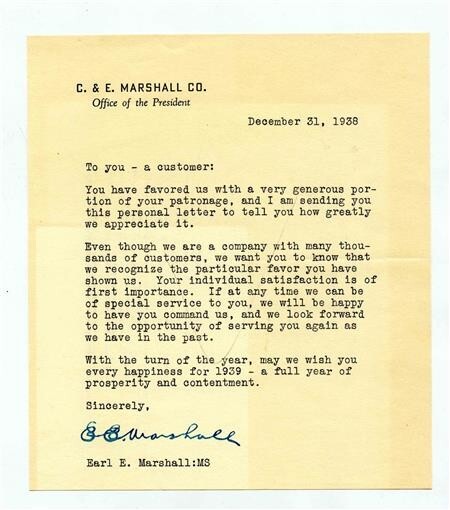 C. & E. MARSHALL CO.
Office of the President
December 31, 1938
To you - a customer:
You have favored us with a very generous por-
tion of your patronage, and I am sending you
this personal letter to tell you how greatly
we appreciate it.
Even though we are a company with many thou-
sands of customers, we want you to know that
we recognize the particular favor you have
shown us.  Your individual satisfaction is of
first importance.  If at any time we can be
of special service to you, we will be happy
to have you command us, and we look forward
to the opportunity of serving you again as
we have in the past.
With the turn of the year, may we wish you
every happiness for 1939 - a full year of
prosperity and contentment.
Sincerely,
E E. Marshall
Earl E. Marshall:MS